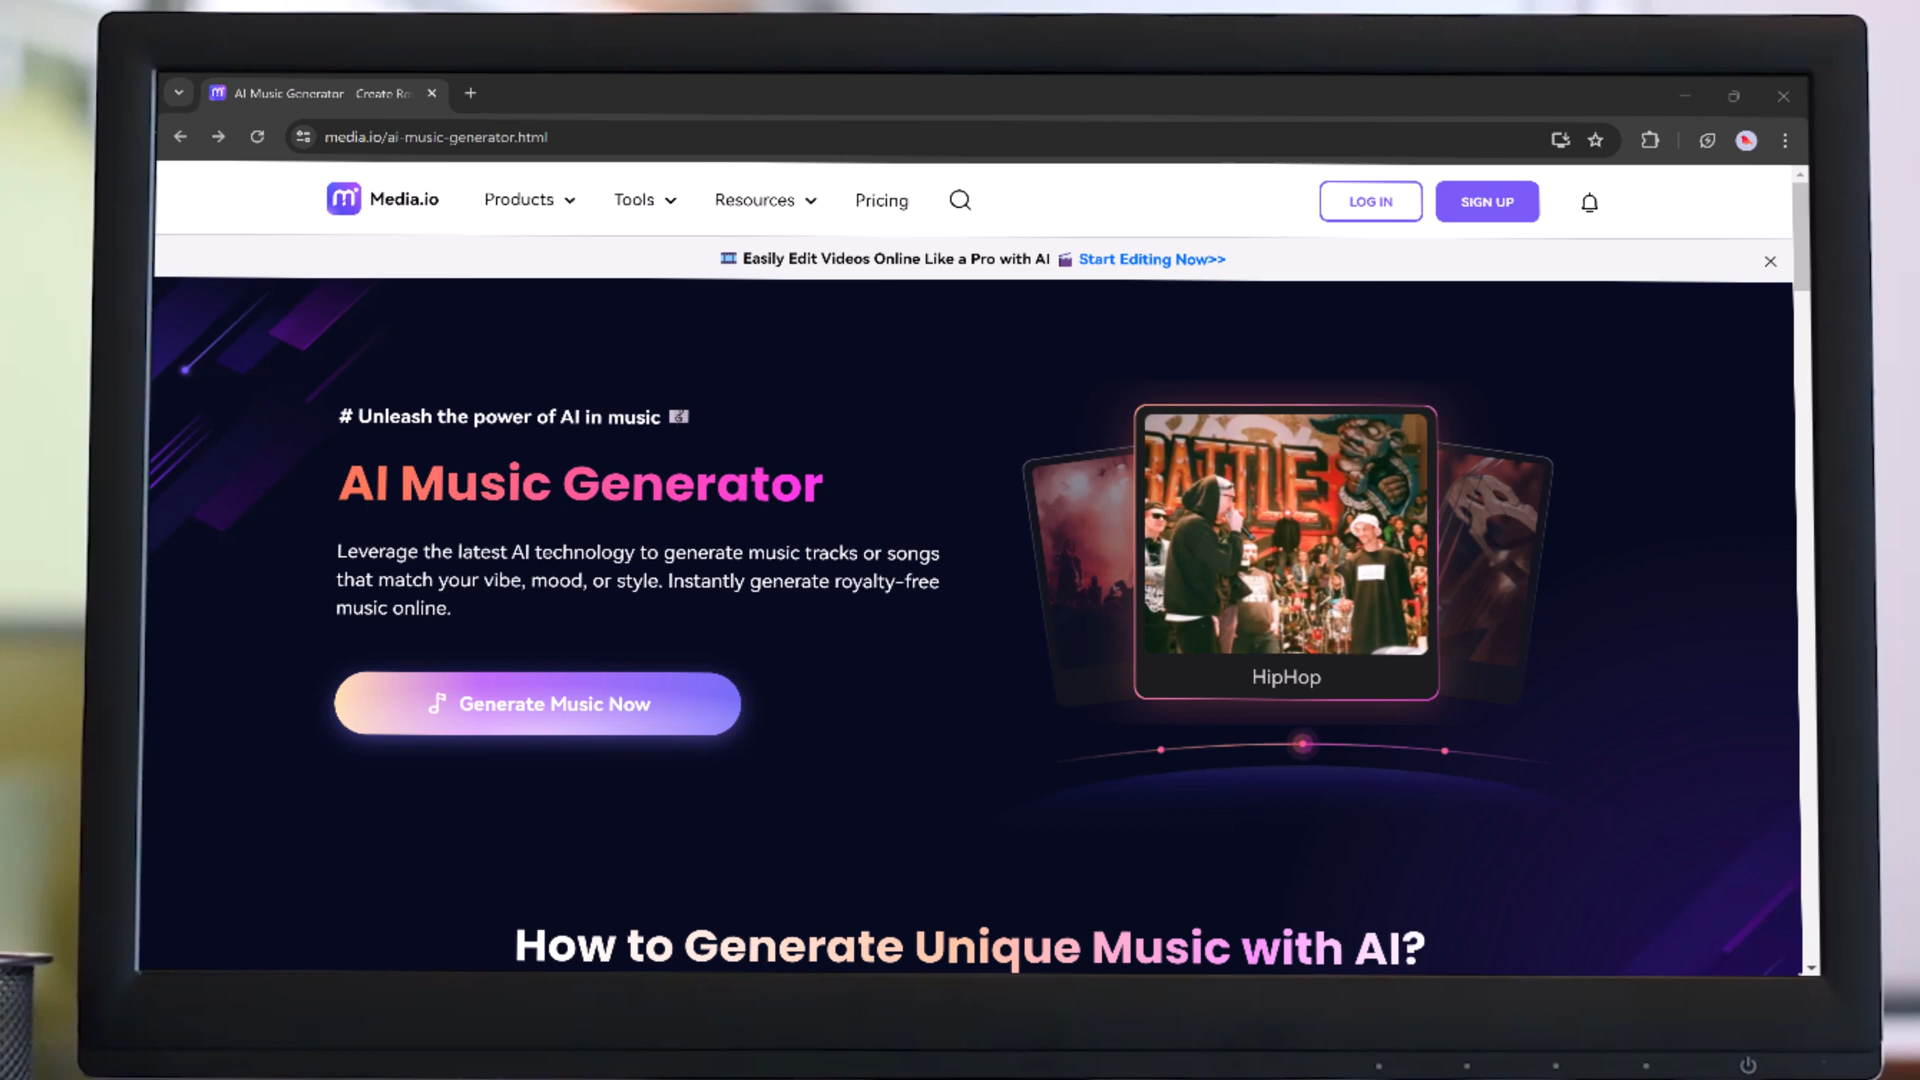 AI Music Generator Create Ro
media.io/ai-music-generator.html
Media.io
Products
Tools
Resources
Pricing
LOG IN
SIGN UP
Easily Edit Videos Online Like a Pro with AI
Start Editing Now>>
# Unleash the power of AI in music
AI Music Generator
Leverage the latest AI technology to generate music tracks or songs
that match your vibe, mood, or style. Instantly generate royalty-free
music online.
Generate Music Now
BATTLE
HipHop
How to Generate Unique Music with AI?